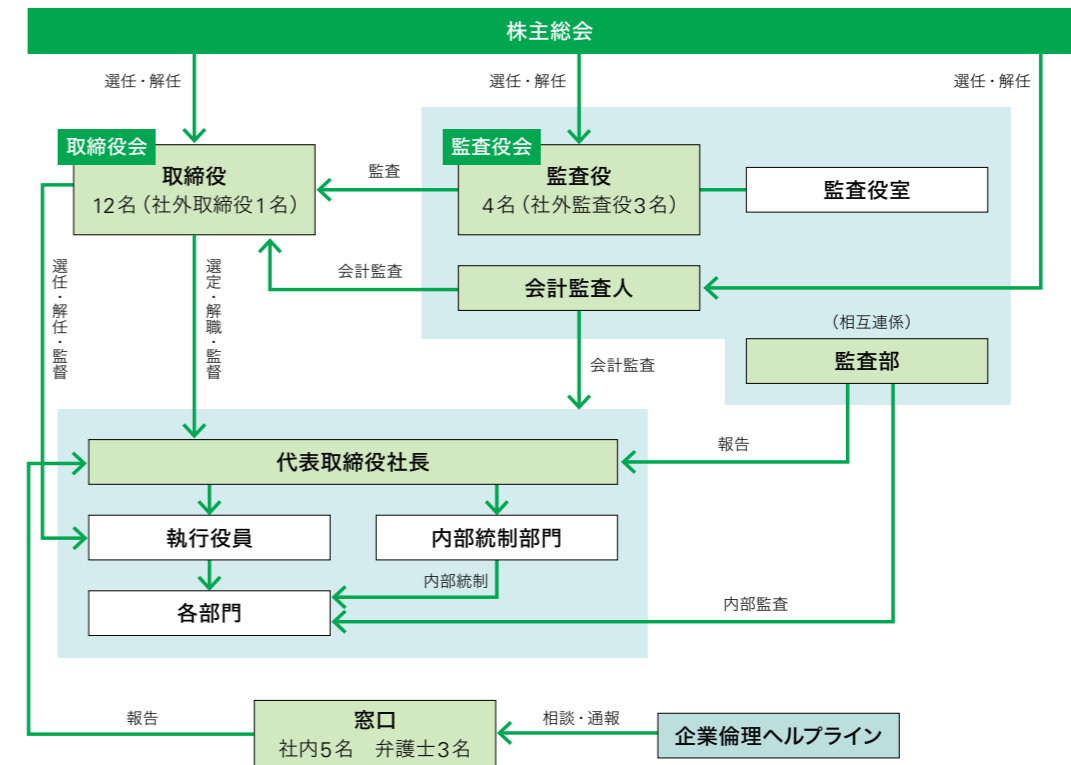 株主総会
選任・解任
選任・解任
選任・解任
取締役会
取締役
12名（社外取締役1名）
監査
監査役会
監査役
4名（社外監査役3名）
監査役室
会計監査
会計監査人
（相互連係）
監査部
選任・解任・監督
選定・解職・監督
会計監査
報告
代表取締役社長
執行役員
内部統制部門
内部統制
各部門
内部監査
報告
窓口
社内5名　弁護士3名
相談・通報
企業倫理ヘルプライン